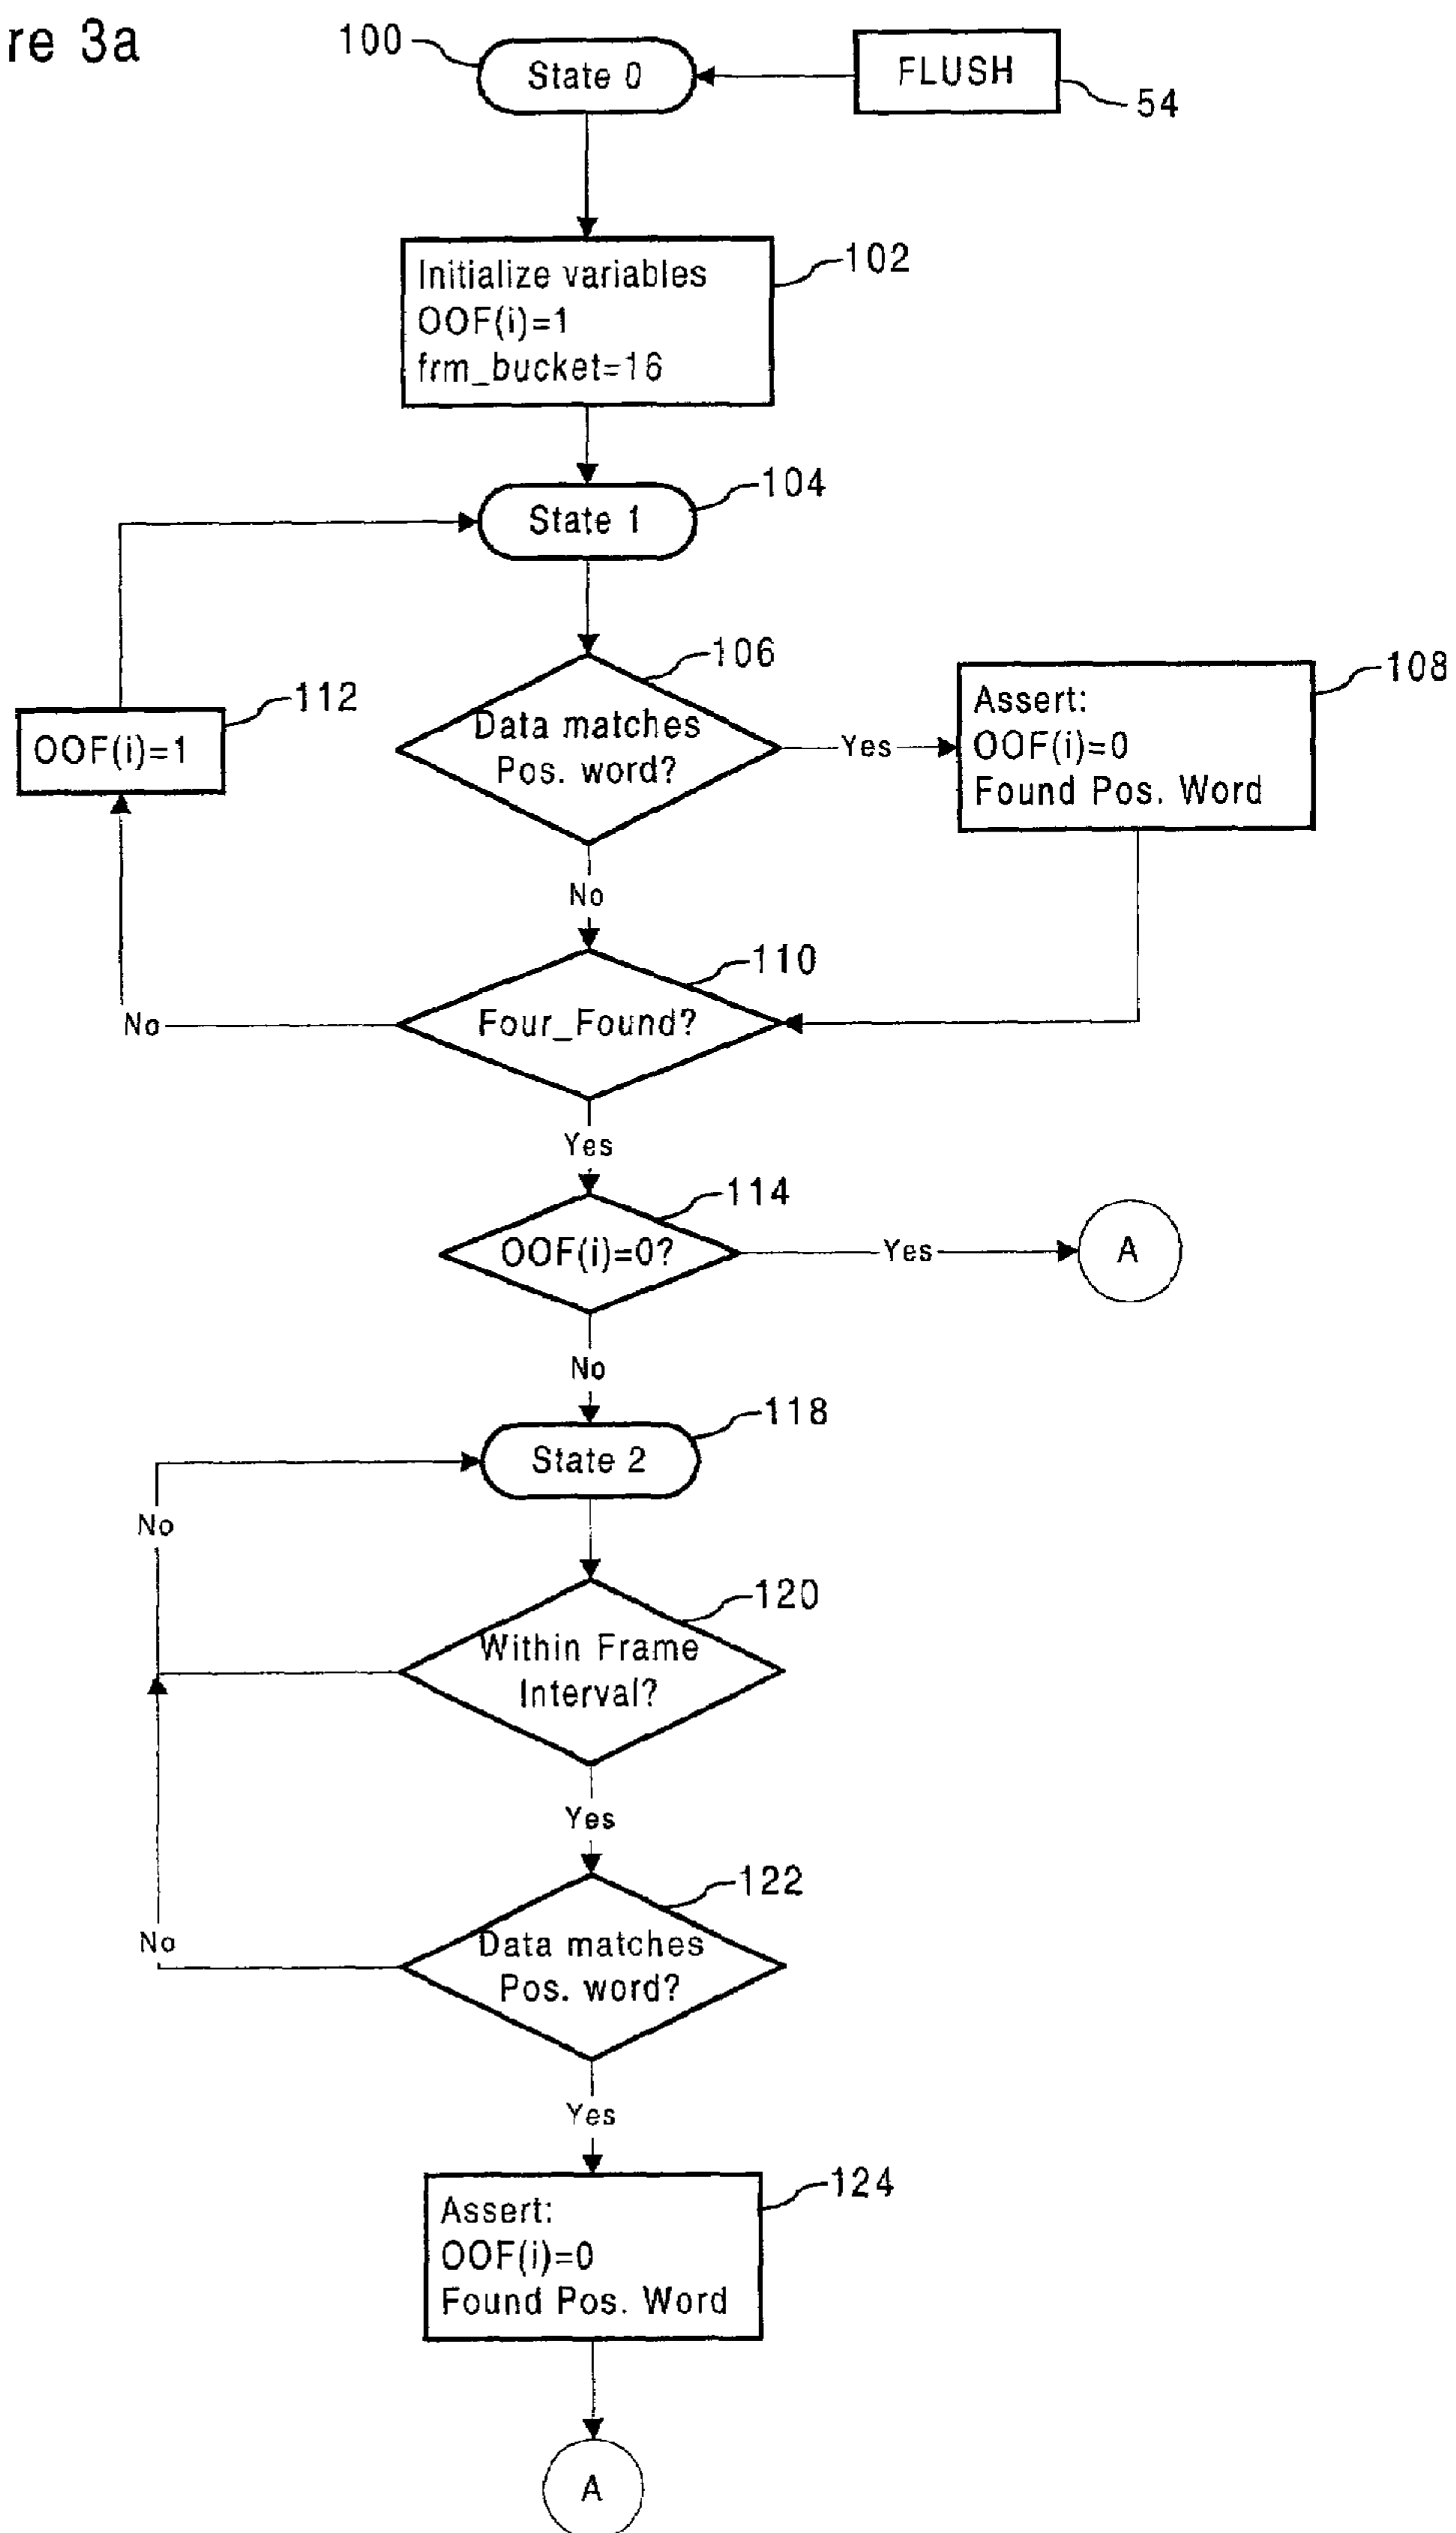 re 3a
100
State 0
FLUSH
54
102
Initialize variables
OOF(i)=1
frm_bucket=16
104
State 1
106
Data matches
Pos. word?
Yes
108
Assert:
OOF(i)=0
Found Pos. Word
112
OOF(i)=1
No
110
Four_Found?
No
Yes
114
OOF(i)=0?
Yes
A
No
118
State 2
No
120
Within Frame
Interval?
Yes
122
Data matches
Pos. word?
No
Yes
124
Assert:
OOF(i)=0
Found Pos. Word
A